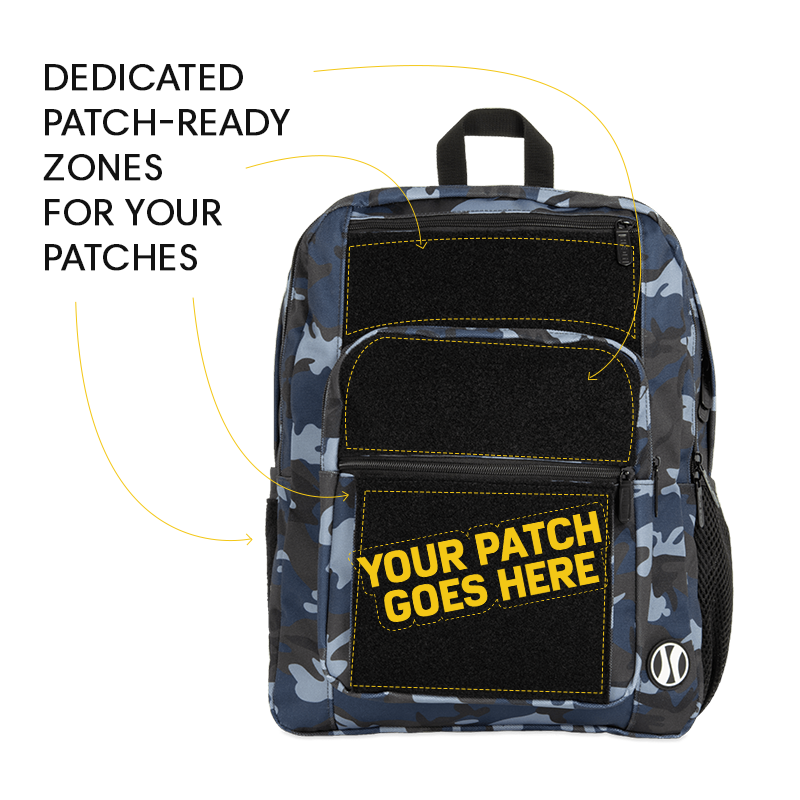 DEDICATED
PATCH-READY
ZONES
FOR YOUR
PATCHES
YOUR PATCH
GOES HERE